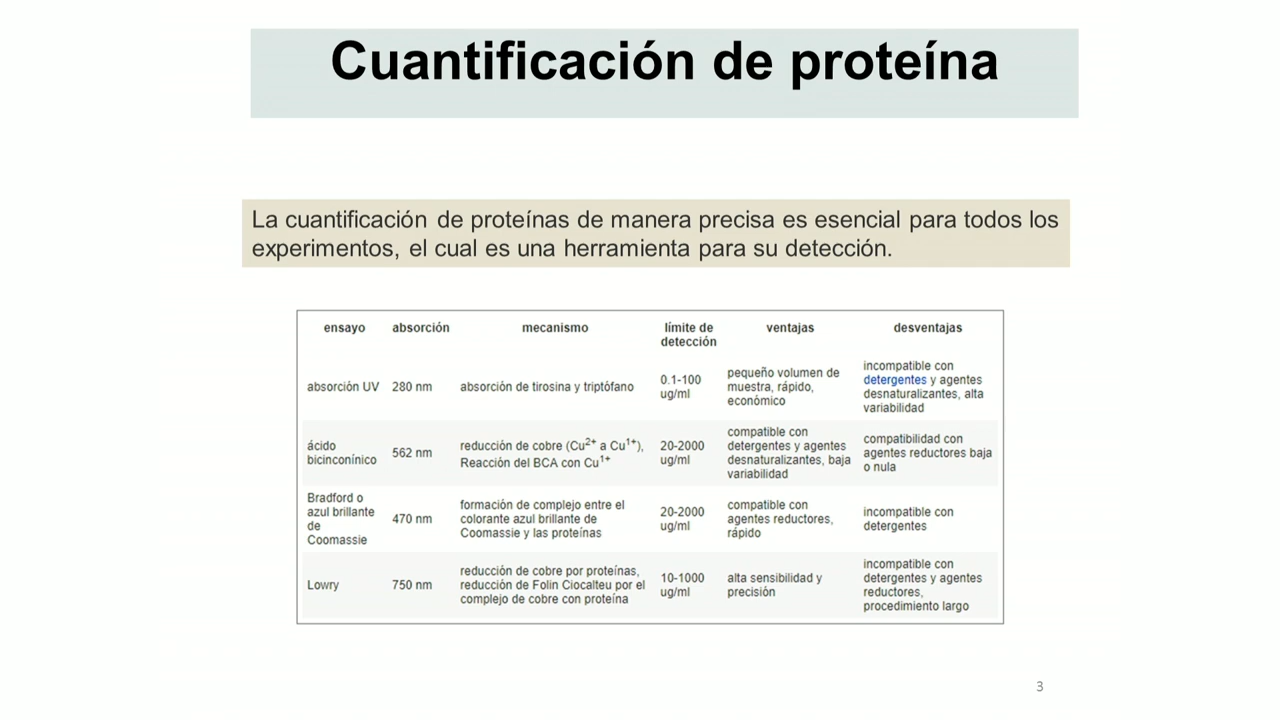 Cuantificación de proteína
La cuantificación de proteínas de manera precisa es esencial para todos los
experimentos, el cual es una herramienta para su detección.
ensayo absorción mecanismo límite de detección ventajas desventajas
absorción UV 280 nm absorción de tirosina y triptófano 0.1-100 ug/ml pequeño volumen de muestra, rápido, económico incompatible con detergentes y agentes desnaturalizantes, alta variabilidad
ácido bicinconínico 562 nm reducción de cobre (Cu²⁺ a Cu¹⁺), Reacción del BCA con Cu¹⁺ 20-2000 ug/ml compatible con detergentes y agentes desnaturalizantes, baja variabilidad compatibilidad con agentes reductores baja o nula
Bradford o azul brillante de Coomassie 470 nm formación de complejo entre el colorante azul brillante de Coomassie y las proteínas 20-2000 ug/ml compatible con agentes reductores, rápido incompatible con detergentes
Lowry 750 nm reducción de cobre por proteínas, reducción de Folin Ciocalteu por el complejo de cobre con proteína 10-1000 ug/ml alta sensibilidad y precisión incompatible con detergentes y agentes reductores, procedimiento largo
3